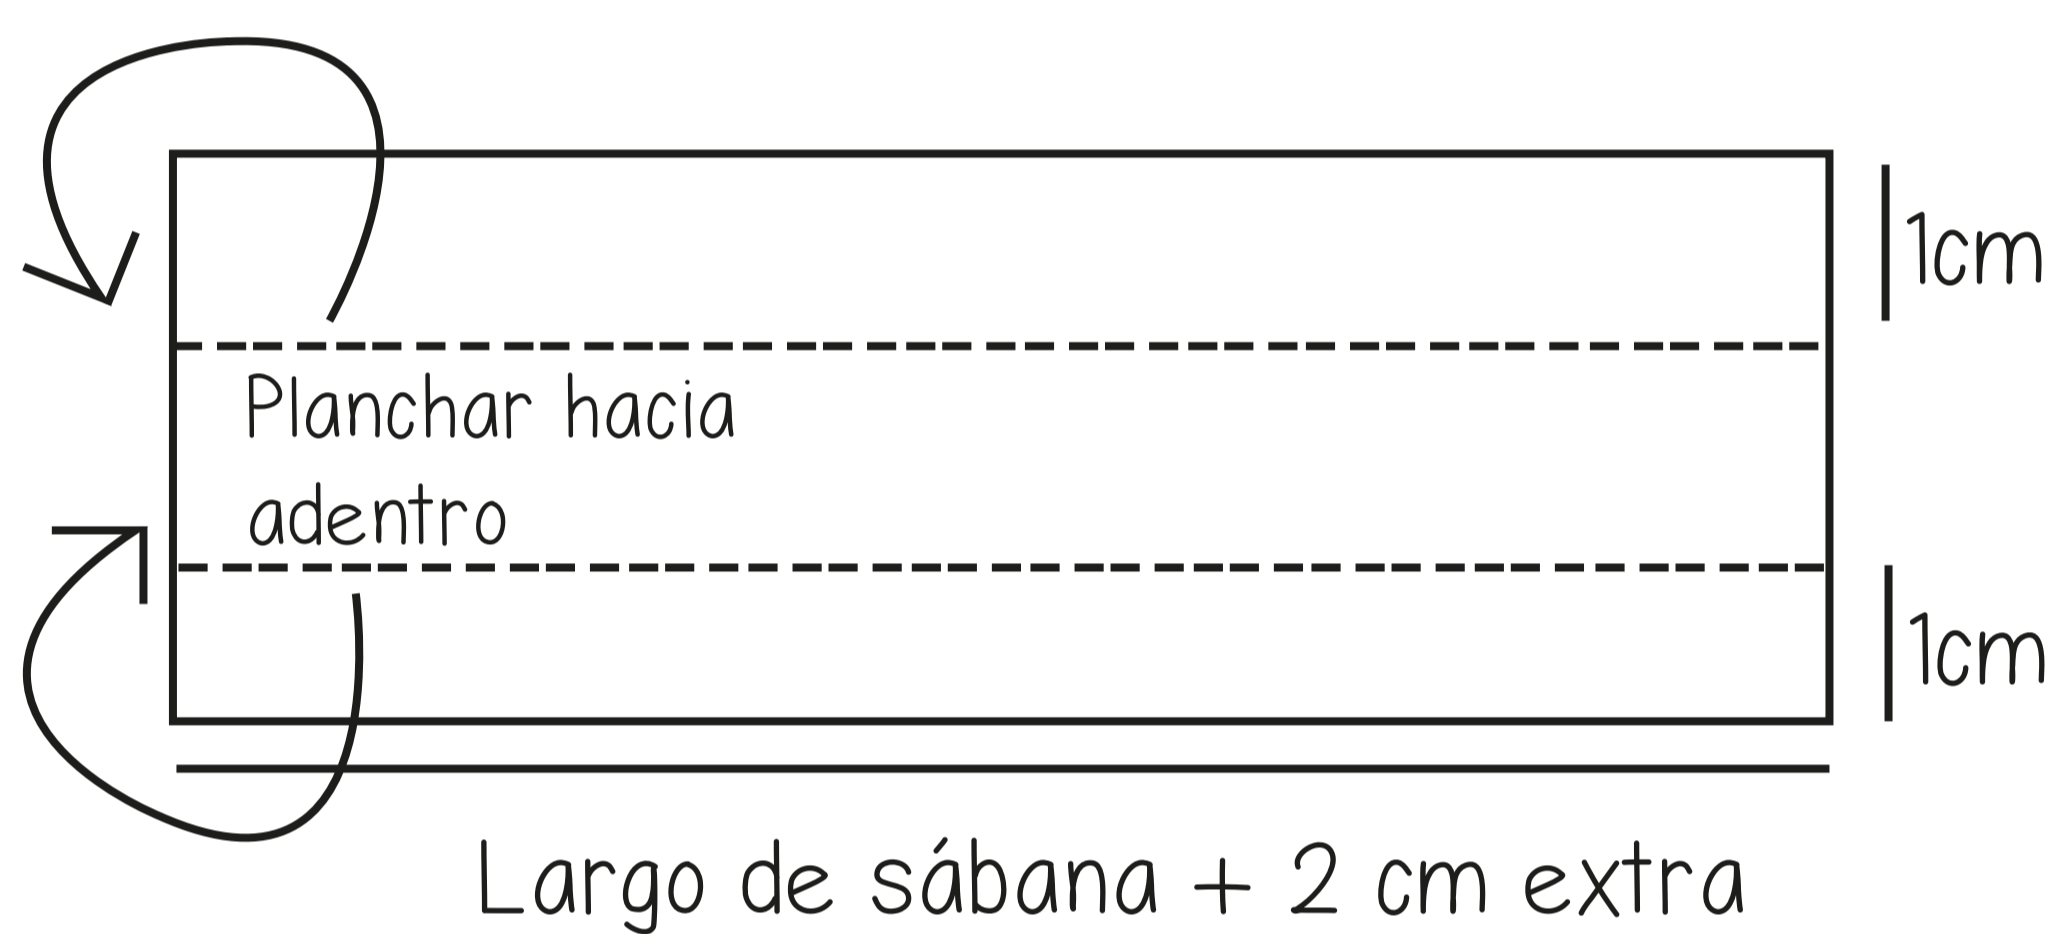 1cm
Planchar hacia
adentro
1cm
Largo de sábana + 2 cm extra